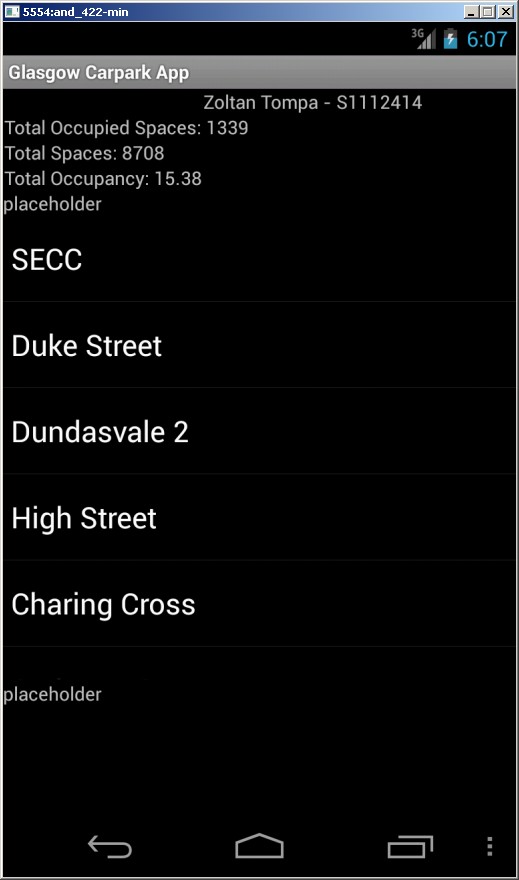 5554:and_422-min
3G 6:07
Glasgow Carpark App
Zoltan Tompa - S1112414
Total Occupied Spaces: 1339
Total Spaces: 8708
Total Occupancy: 15.38
placeholder
SECC
Duke Street
Dundasvale 2
High Street
Charing Cross
placeholder